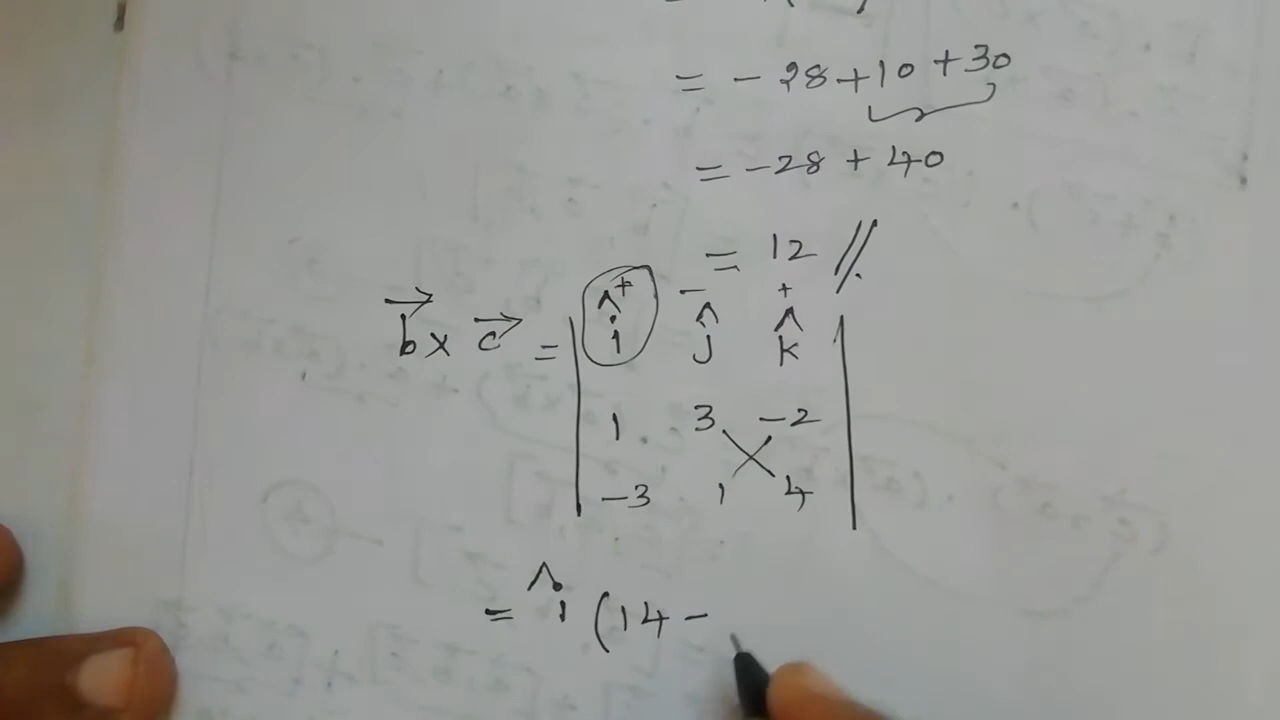 = - 28 + 10 + 30
= -28 + 40
= 12 //.
+ - +
b⃗ x c⃗ = | î ĵ k̂ |
1 3 -2
-3 1 4
= î (14 -